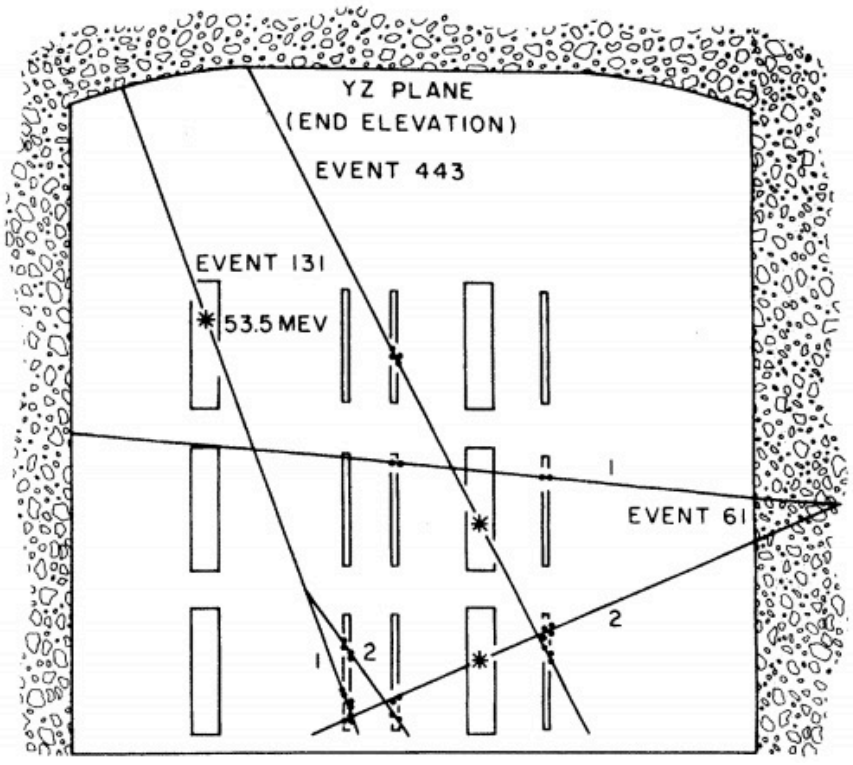 YZ PLANE
(END ELEVATION)
EVENT 443
EVENT 131
53.5 MEV
1
EVENT 61
2
1
2